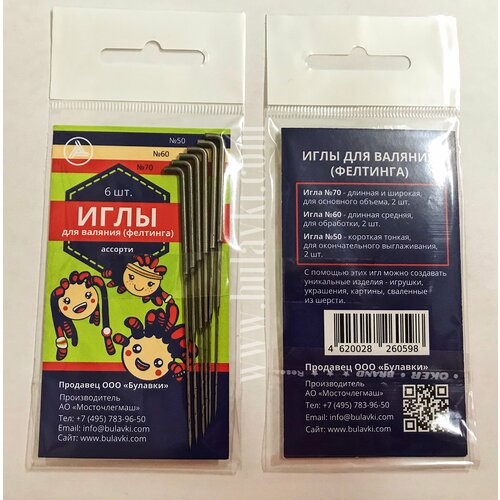 №50
№60
№70
6 шт.
ИГЛЫ
для валяния (фелтинга)
ассорти
Продавец ООО «Булавки»
Производитель
АО «Мосточлегмаш»
Тел: +7 (495) 783-96-50
Email: info@bulavki.com
Сайт: www.bulavki.com
ИГЛЫ ДЛЯ ВАЛЯНИЯ
(ФЕЛТИНГА)
Игла №70 - длинная и широкая,
для основного объема, 2 шт.
Игла №60 - длинная средняя,
для обработки, 2 шт.
Игла №50 - короткая тонкая,
для окончательного выглаживания,
2 шт.
С помощью этих игл можно создавать
уникальные изделия - игрушки,
украшения, картины, сваленные
из шерсти.
4 620028 260598
OKER ★ BRAND ★
Производитель
АО «Мосточлегмаш»
Тел: +7 (495) 783-96-50
Email: info@bulavki.com
Сайт: www.bulavki.com